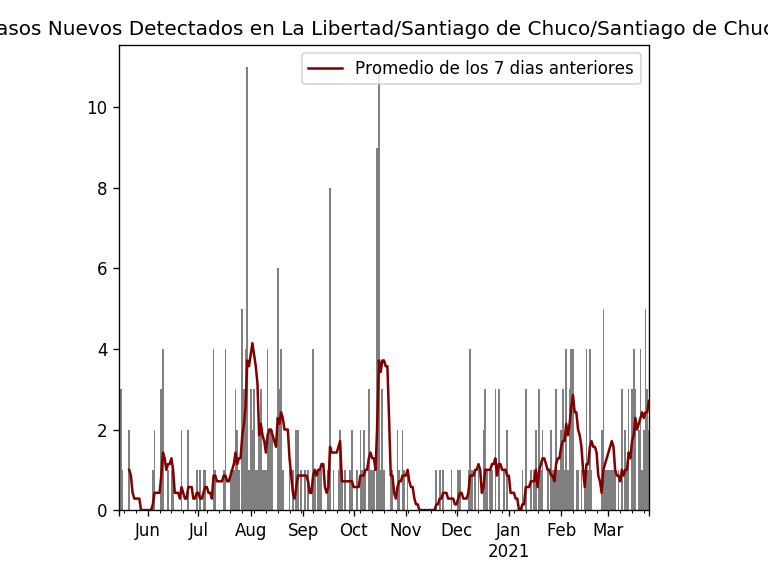 asos Nuevos Detectados en La Libertad/Santiago de Chuco/Santiago de Chuc
Promedio de los 7 dias anteriores
10
8
6
4
2
0
Jun Jul Aug Sep Oct Nov Dec Jan Feb Mar
2021